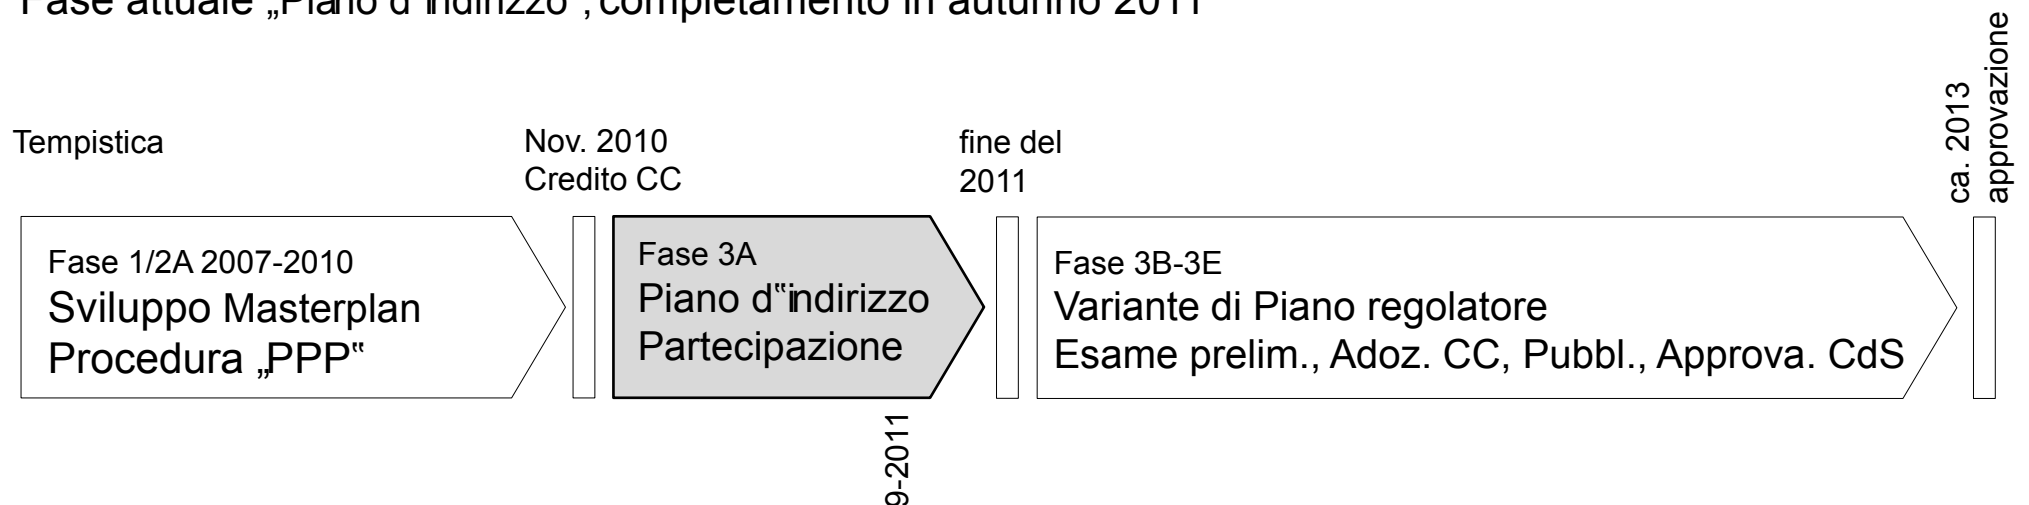 Fase attuale „Piano d‟indirizzo‟, completamento in autunno 2011
Tempistica
Nov. 2010
Credito CC
fine del
2011
ca. 2013
approvazione
Fase 1/2A 2007-2010
Sviluppo Masterplan
Procedura „PPP‟
Fase 3A
Piano d‟indirizzo
Partecipazione
Fase 3B-3E
Variante di Piano regolatore
Esame prelim., Adoz. CC, Pubbl., Approva. CdS
9-2011